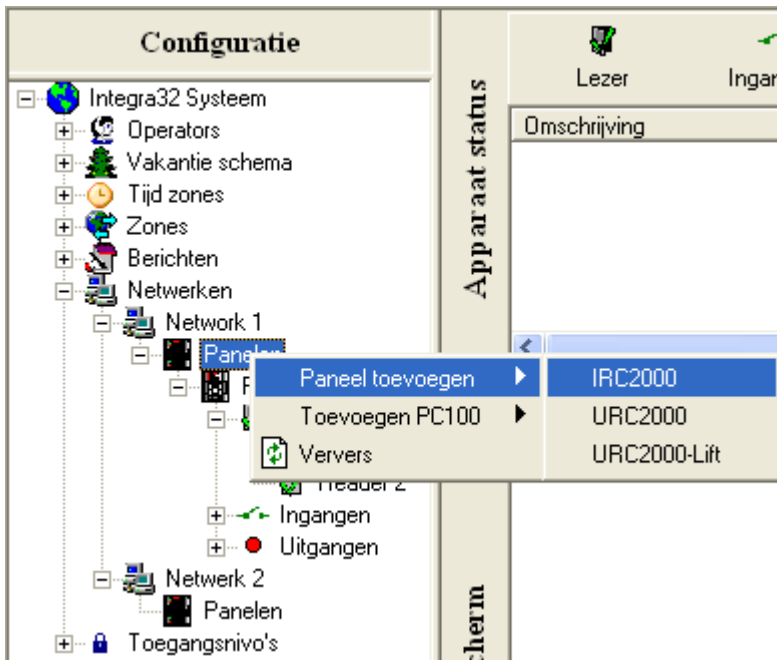 Configuratie
Integra32 Systeem
Operators
Vakantie schema
Tijd zones
Zones
Berichten
Netwerken
Network 1
Panelen
Paneel toevoegen
Toevoegen PC100
Ververs
IRC2000
URC2000
URC2000-Lift
Ingangen
Uitgangen
Netwerk 2
Panelen
Toegangsnivo's
Apparaat status
Lezer
Omschrijving